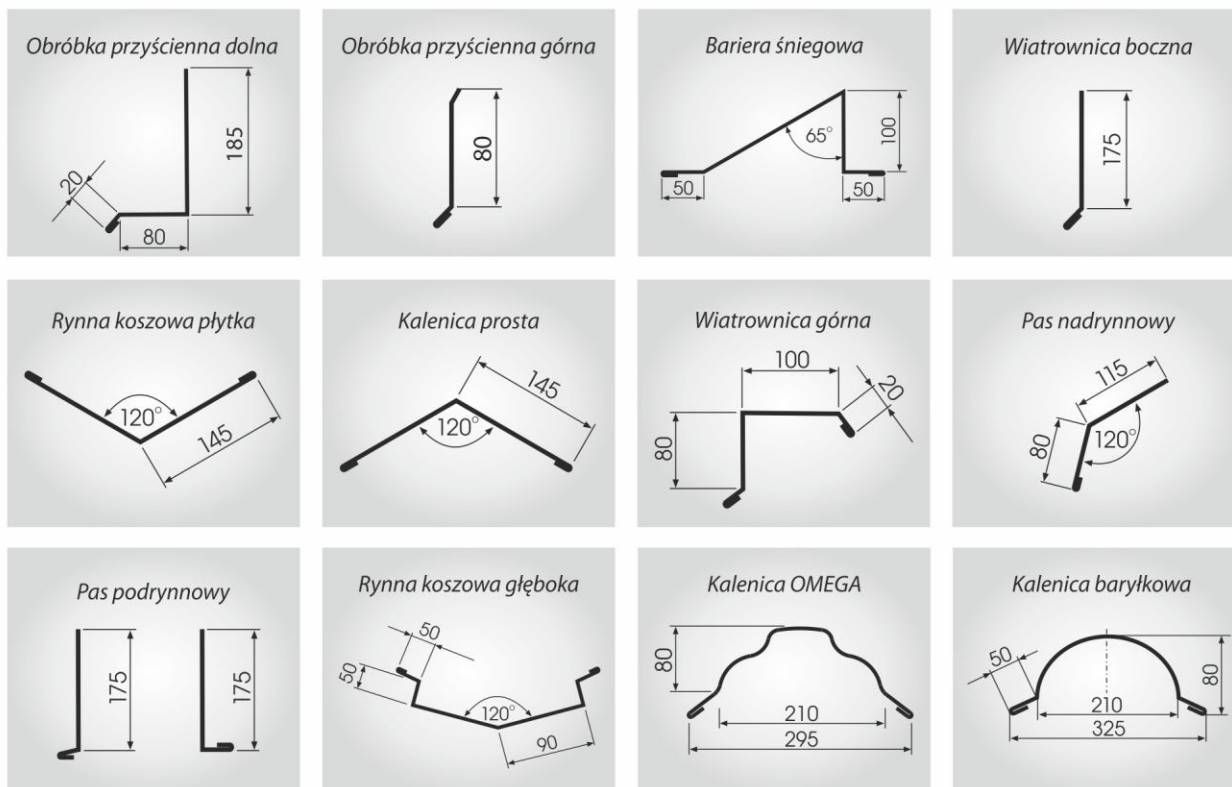 Obróbka przyścienna dolna
185
20
80
Obróbka przyścienna górna
80
Bariera śniegowa
65°
100
50
50
Wiatrownica boczna
175
Rynna koszowa płytka
120°
145
Kalenica prosta
145
120°
Wiatrownica górna
100
20
80
Pas nadrynnowy
115
80
120°
Pas podrynnowy
175
175
Rynna koszowa głęboka
50
50
120°
90
Kalenica OMEGA
80
210
295
Kalenica baryłkowa
50
80
210
325